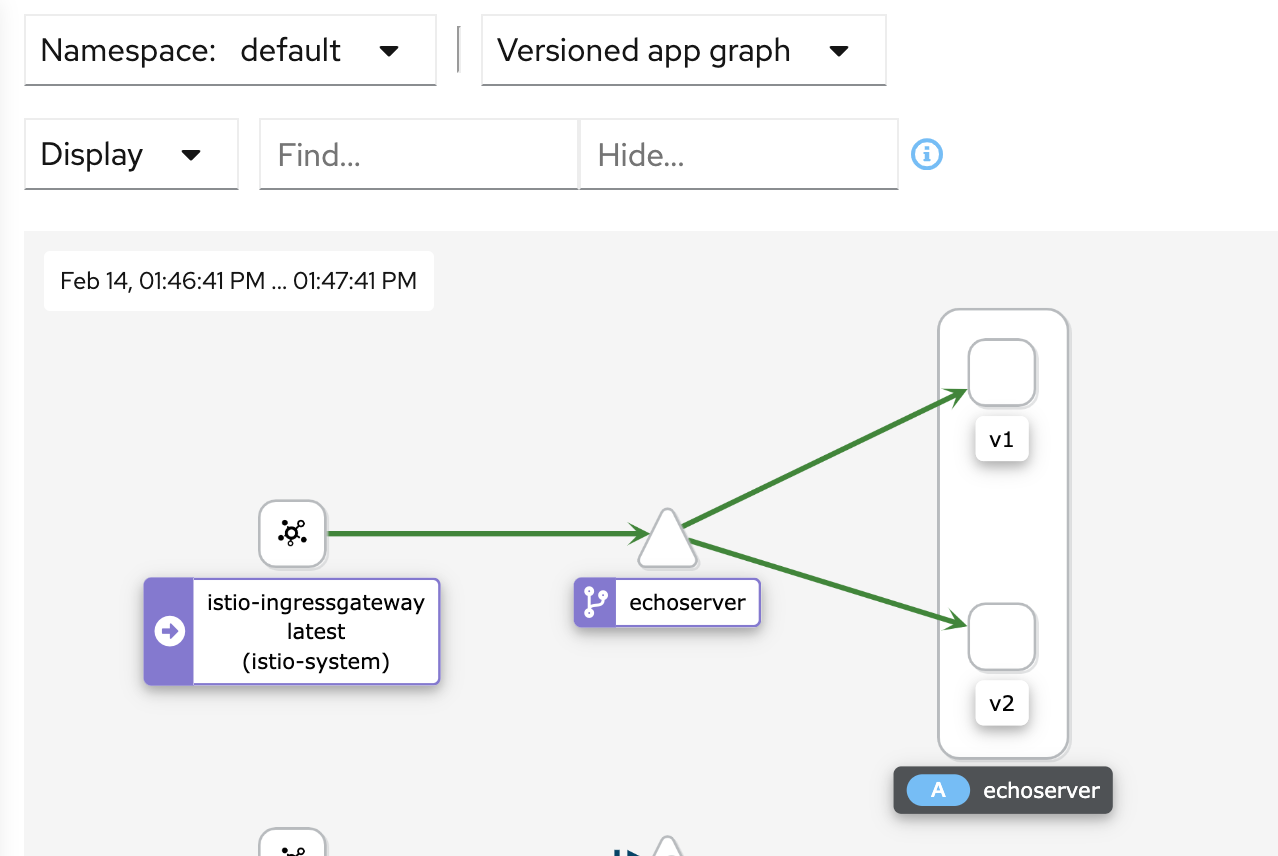 Namespace: default
Versioned app graph
Display
Find...
Hide...
Feb 14, 01:46:41 PM ... 01:47:41 PM
v1
istio-ingressgateway
latest
(istio-system)
echoserver
v2
A echoserver